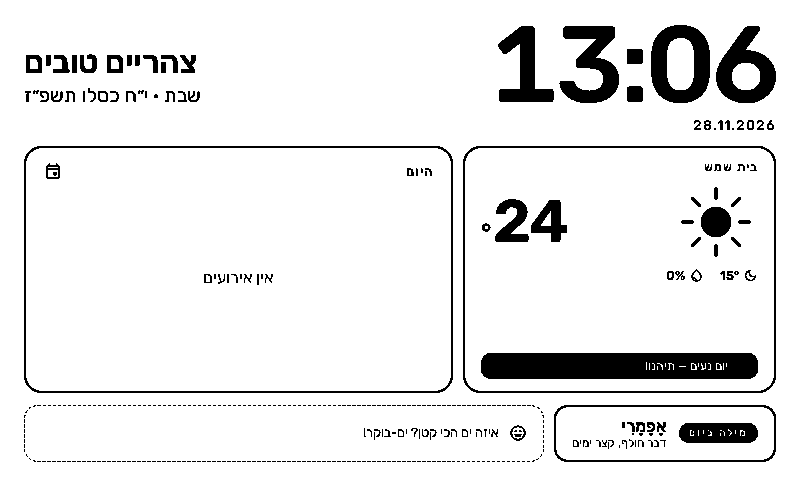 13:06
28.11.2026
צהריים טובים
שבת • י״ח כסלו תשפ״ז
בית שמש
24°
15°
0%
יום נעים – תיהנו!
היום
אין אירועים
מילה ביום
אֶפֶמֶרִי
דבר חולף, קצר ימים
איזה ים הכי קטן? ים-בוקר!